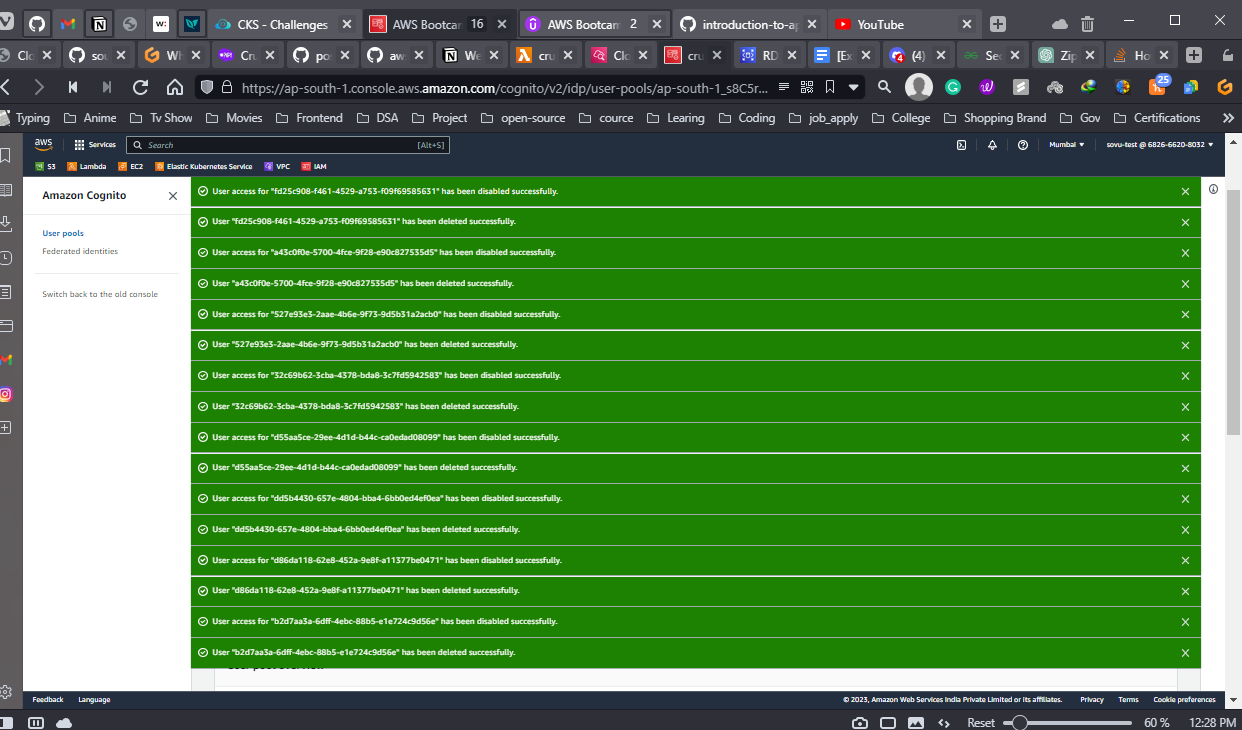 CKS - Challenges
AWS Bootcar 16
AWS Bootcam 2
introduction-to-a
YouTube
Clo
sou
Wh
Cru
po
aw
We
cru
Clo
cru
RD
[Ex
(4)
Sec
Zip
Ho
https://ap-south-1.console.aws.amazon.com/cognito/v2/idp/user-pools/ap-south-1_s8C5r...
25
Typing
Anime
Tv Show
Movies
Frontend
DSA
Project
open-source
cource
Learing
Coding
job_apply
College
Shopping Brand
Gov
Certifications
aws
Services
Search
[Alt+S]
Mumbai
sovu-test @ 6826-6620-8032
S3
Lambda
EC2
Elastic Kubernetes Service
VPC
IAM
Amazon Cognito
User pools
Federated identities
Switch back to the old console
User access for "fd25c908-f461-4529-a753-f09f69585631" has been disabled successfully.
User "fd25c908-f461-4529-a753-f09f69585631" has been deleted successfully.
User access for "a43c0f0e-5700-4fce-9f28-e90c827535d5" has been disabled successfully.
User "a43c0f0e-5700-4fce-9f28-e90c827535d5" has been deleted successfully.
User access for "527e93e3-2aae-4b6e-9f73-9d5b31a2acb0" has been disabled successfully.
User "527e93e3-2aae-4b6e-9f73-9d5b31a2acb0" has been deleted successfully.
User access for "32c69b62-3cba-4378-bda8-3c7fd5942583" has been disabled successfully.
User "32c69b62-3cba-4378-bda8-3c7fd5942583" has been deleted successfully.
User access for "d55aa5ce-29ee-4d1d-b44c-ca0edad08099" has been disabled successfully.
User "d55aa5ce-29ee-4d1d-b44c-ca0edad08099" has been deleted successfully.
User access for "dd5b4430-657e-4804-bba4-6bb0ed4ef0ea" has been disabled successfully.
User "dd5b4430-657e-4804-bba4-6bb0ed4ef0ea" has been deleted successfully.
User access for "d86da118-62e8-452a-9e8f-a11377be0471" has been disabled successfully.
User "d86da118-62e8-452a-9e8f-a11377be0471" has been deleted successfully.
User access for "b2d7aa3a-6dff-4ebc-88b5-e1e724c9d56e" has been disabled successfully.
User "b2d7aa3a-6dff-4ebc-88b5-e1e724c9d56e" has been deleted successfully.
Feedback
Language
© 2023, Amazon Web Services India Private Limited or its affiliates.
Privacy
Terms
Cookie preferences
Reset
60 %
12:28 PM